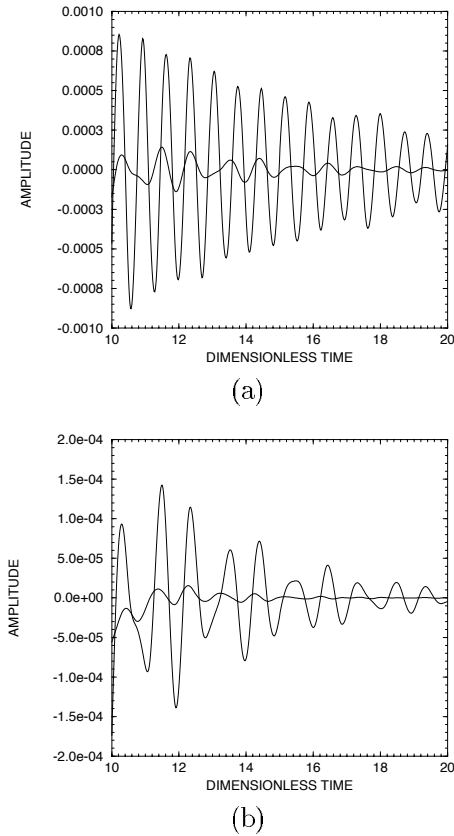 0.0010
0.0008
0.0005
0.0003
0.0000
-0.0003
-0.0005
-0.0008
-0.0010
AMPLITUDE
10 12 14 16 18 20
DIMENSIONLESS TIME
(a)
2.0e-04
1.5e-04
1.0e-04
5.0e-05
0.0e+00
-5.0e-05
-1.0e-04
-1.5e-04
-2.0e-04
AMPLITUDE
10 12 14 16 18 20
DIMENSIONLESS TIME
(b)